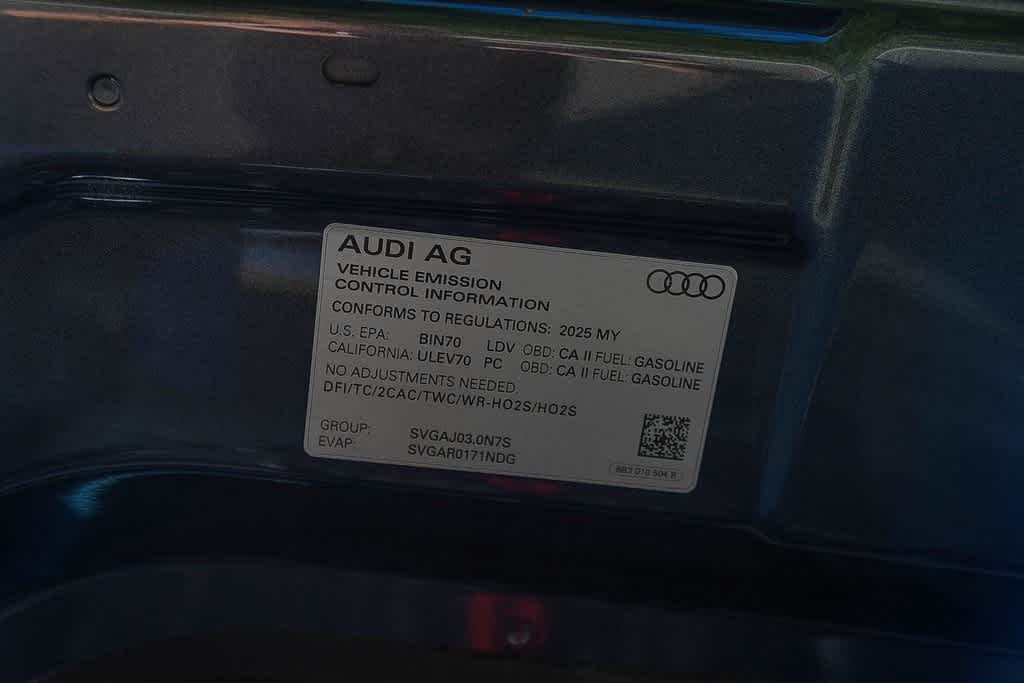 AUDI AG
VEHICLE EMISSION
CONTROL INFORMATION
CONFORMS TO REGULATIONS: 2025 MY
U.S. EPA: BIN70 LDV OBD: CA II FUEL: GASOLINE
CALIFORNIA: ULEV70 PC OBD: CA II FUEL: GASOLINE
NO ADJUSTMENTS NEEDED.
DFI/TC/2CAC/TWC/WR-HO2S/HO2S
GROUP: SVGAJ03.0N7S
EVAP: SVGAR0171NDG